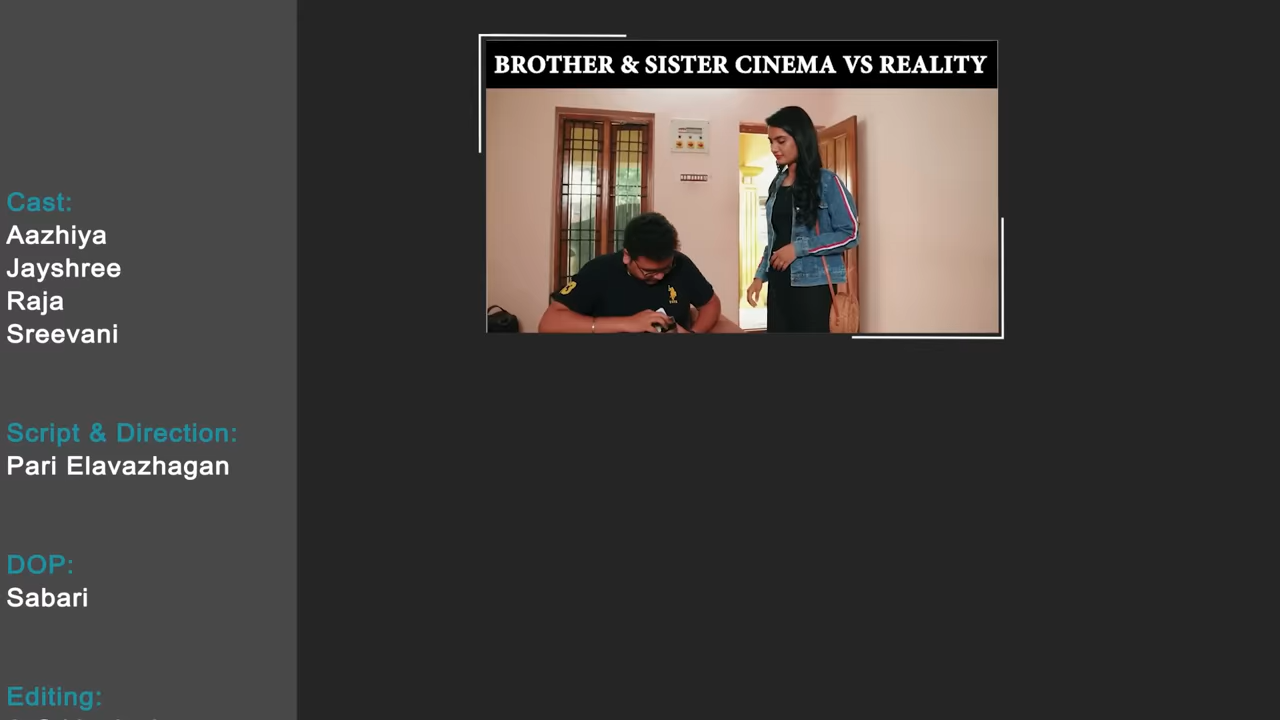 Cast:
Aazhiya
Jayshree
Raja
Sreevani
Script & Direction:
Pari Elavazhagan
DOP:
Sabari
Editing:
BROTHER & SISTER CINEMA VS REALITY